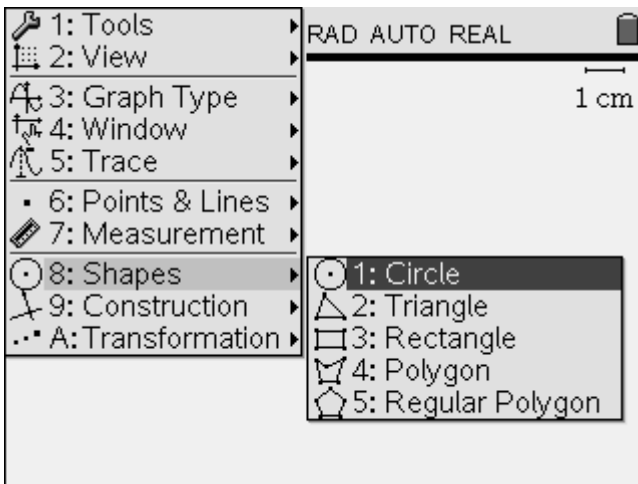 1: Tools
RAD AUTO REAL
2: View
3: Graph Type
1 cm
4: Window
5: Trace
6: Points & Lines
7: Measurement
8: Shapes
9: Construction
A: Transformation
1: Circle
2: Triangle
3: Rectangle
4: Polygon
5: Regular Polygon